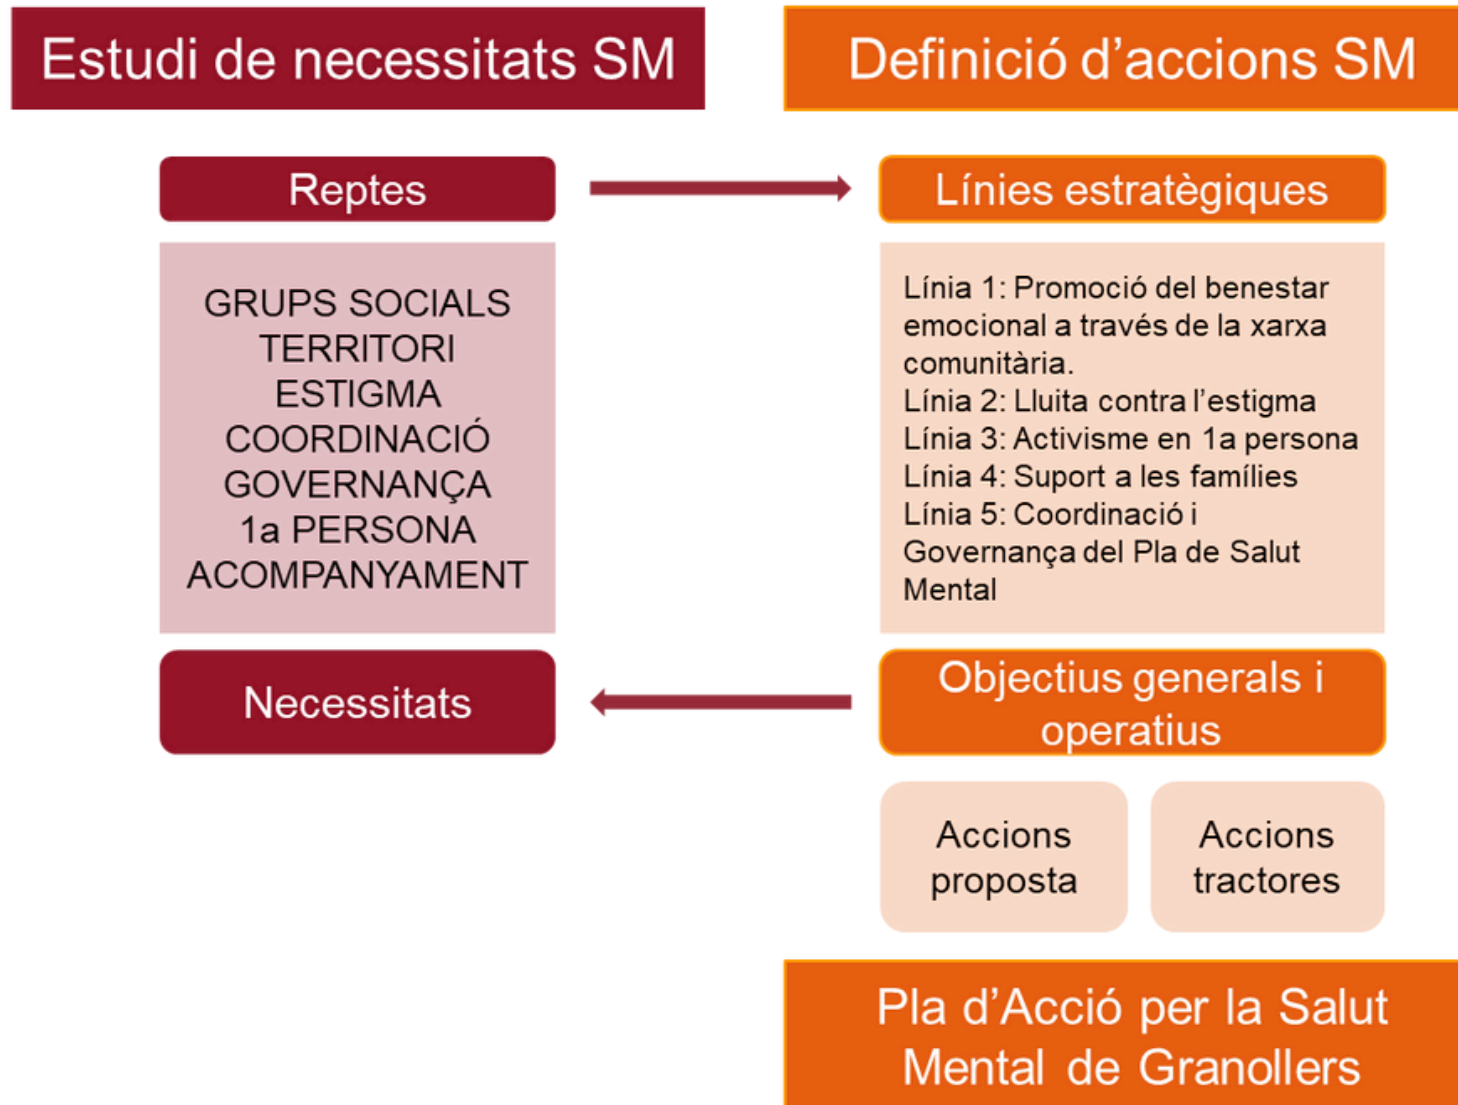 Estudi de necessitats SM
Definició d'accions SM
Reptes
Línies estratègiques
GRUPS SOCIALS
TERRITORI
ESTIGMA
COORDINACIÓ
GOVERNANÇA
1a PERSONA
ACOMPANYAMENT
Línia 1: Promoció del benestar
emocional a través de la xarxa
comunitària.
Línia 2: Lluita contra l'estigma
Línia 3: Activisme en 1a persona
Línia 4: Suport a les famílies
Línia 5: Coordinació i
Governança del Pla de Salut
Mental
Necessitats
Objectius generals i
operatius
Accions
proposta
Accions
tractores
Pla d'Acció per la Salut
Mental de Granollers